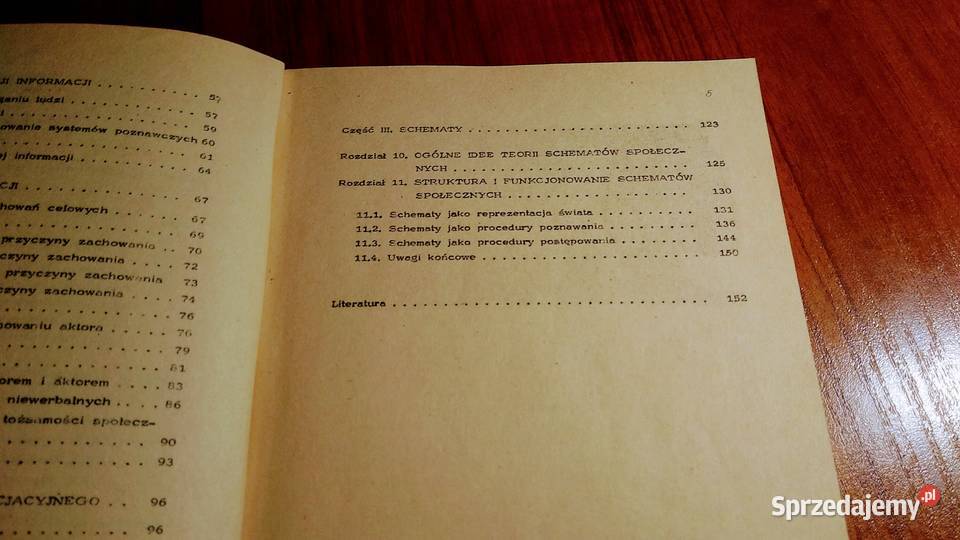 JI INFORMACJI . . . . . . . . . . 57
ganiu ludzi . . . . . . . . . . . . 57
i . . . . . . . . . . . . . . . . . 59
owania systemów poznawczych 60
. . . . . . . . . . . . . . . . . 61
ej informacji . . . . . . . . . . . 64
CJI . . . . . . . . . . . . . . . . 67
howań celowych . . . . . . . . . 67
. . . . . . . . . . . . . . . . . 69
przyczyny zachowania . . . 70
czyny zachowania . . . . . . 72
przyczyny zachowania 73
czyny zachowania . . . . . 74
. . . . . . . . . . . . . . . . . 76
howaniu aktora . . . . . . . 76
. . . . . . . . . . . . . . . . . 79
. . . . . . . . . . . . . . . . . 81
orem i aktorem . . . . 83
niewerbalnych . . . . 86
tożsamości społecz-
. . . . . . . . . . . . . . . . . 90
. . . . . . . . . . . . . . . . . 93
CJACYJNEGO . . 96
. . . . . . . . . . . . . . . . . 96
5
Część III. SCHEMATY . . . . . . . . . . . . . . . . . . . . . . 123
Rozdział 10. OGÓLNE IDEE TEORII SCHEMATÓW SPOŁECZ-
NYCH . . . . . . . . . . . . . . . . . . . . . . . . 125
Rozdział 11. STRUKTURA I FUNKCJONOWANIE SCHEMATÓW
SPOŁECZNYCH . . . . . . . . . . . . . . . . . . 130
11.1. Schematy jako reprezentacja świata . . . . . . . . . . 131
11.2. Schematy jako procedury poznawania . . . . . . . . . 136
11.3. Schematy jako procedury postępowania . . . . . . . . 144
11.4. Uwagi końcowe . . . . . . . . . . . . . . . . . . . . . . 150
Literatura . . . . . . . . . . . . . . . . . . . . . . . . . . . . . . 152
Sprzedajemy.pl